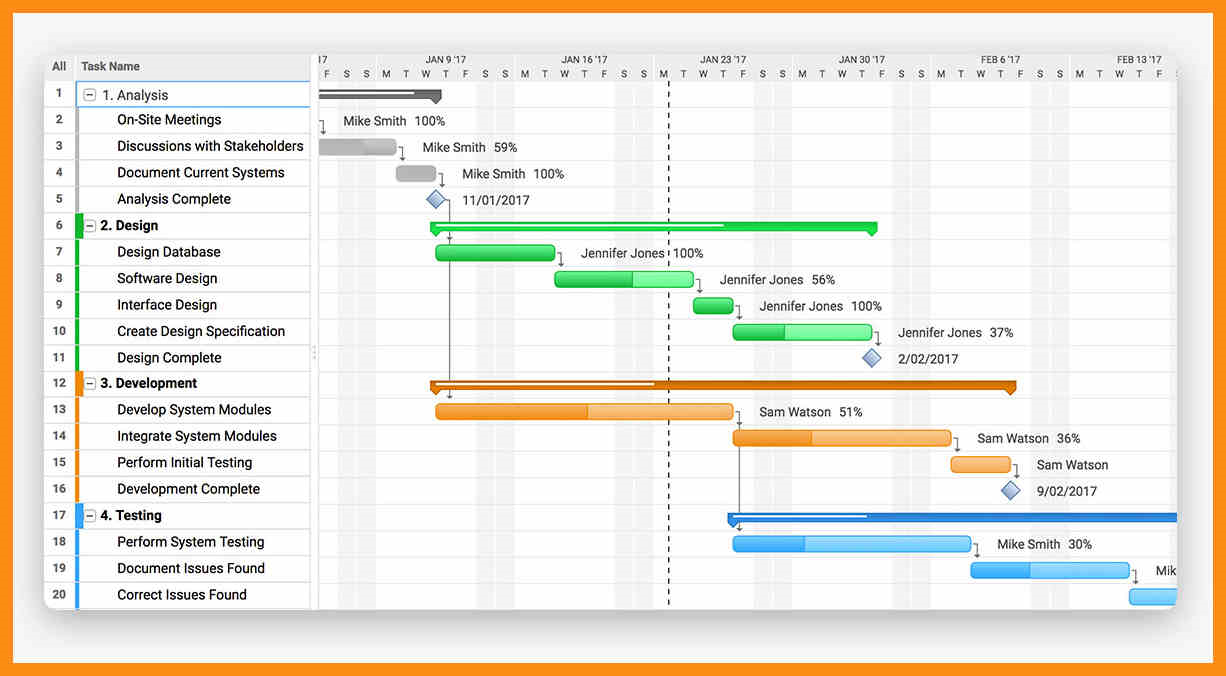 17 JAN 9 '17 JAN 16 '17 JAN 23 '17 JAN 30 '17 FEB 6 '17 FEB 13 '17
All Task Name F S S M T W T F S S M T W T F S S M T W T F S S M T W T F S S M T W T F S S M T W T F
1 1. Analysis
2 On-Site Meetings Mike Smith 100%
3 Discussions with Stakeholders Mike Smith 59%
4 Document Current Systems Mike Smith 100%
5 Analysis Complete 11/01/2017
6 2. Design
7 Design Database Jennifer Jones 100%
8 Software Design Jennifer Jones 56%
9 Interface Design Jennifer Jones 100%
10 Create Design Specification Jennifer Jones 37%
11 Design Complete 2/02/2017
12 3. Development
13 Develop System Modules Sam Watson 51%
14 Integrate System Modules Sam Watson 36%
15 Perform Initial Testing Sam Watson
16 Development Complete 9/02/2017
17 4. Testing
18 Perform System Testing Mike Smith 30%
19 Document Issues Found Mik
20 Correct Issues Found